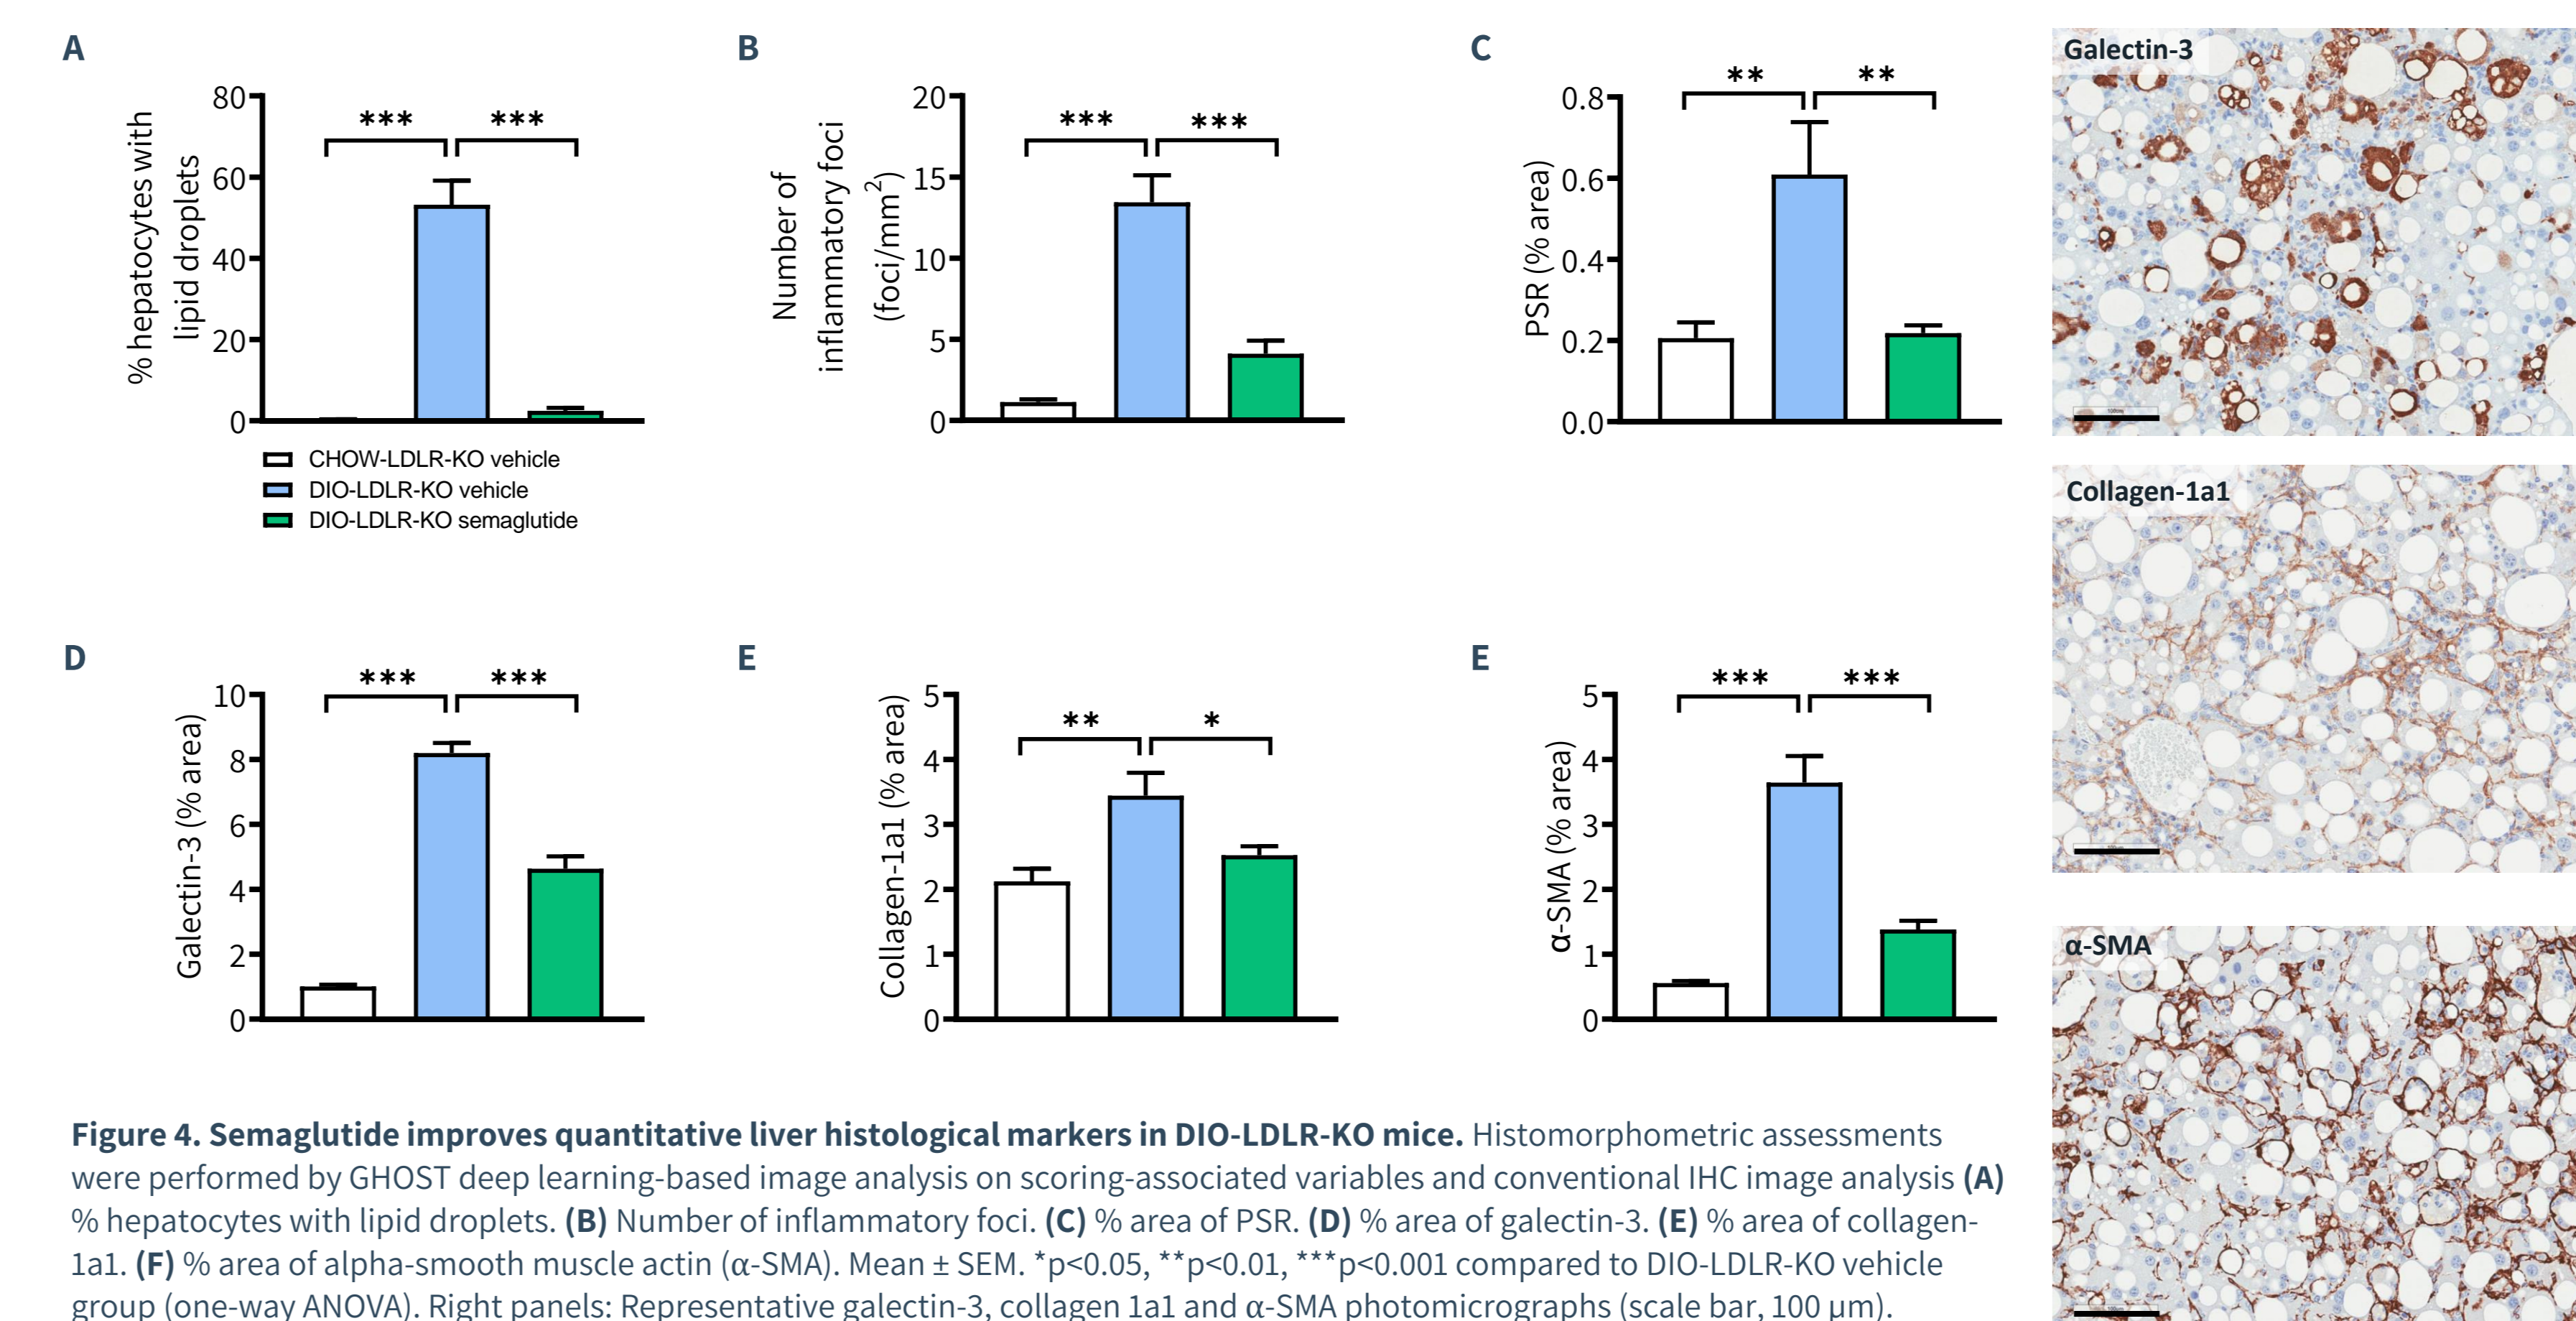 A
% hepatocytes with
lipid droplets
80
60
40
20
0
***
***
CHOW-LDLR-KO vehicle
DIO-LDLR-KO vehicle
DIO-LDLR-KO semaglutide
B
Number of
inflammatory foci
(foci/mm²)
20
15
10
5
0
***
***
C
PSR (% area)
0.8
0.6
0.4
0.2
0.0
**
**
Galectin-3
D
Galectin-3 (% area)
10
8
6
4
2
0
***
***
E
Collagen-1a1 (% area)
5
4
3
2
1
0
**
*
E
α-SMA (% area)
5
4
3
2
1
0
***
***
Collagen-1a1
α-SMA
Figure 4. Semaglutide improves quantitative liver histological markers in DIO-LDLR-KO mice. Histomorphometric assessments
were performed by GHOST deep learning-based image analysis on scoring-associated variables and conventional IHC image analysis (A)
% hepatocytes with lipid droplets. (B) Number of inflammatory foci. (C) % area of PSR. (D) % area of galectin-3. (E) % area of collagen-
1a1. (F) % area of alpha-smooth muscle actin (α-SMA). Mean ± SEM. *p<0.05, **p<0.01, ***p<0.001 compared to DIO-LDLR-KO vehicle
group (one-way ANOVA). Right panels: Representative galectin-3, collagen 1a1 and α-SMA photomicrographs (scale bar, 100 µm).